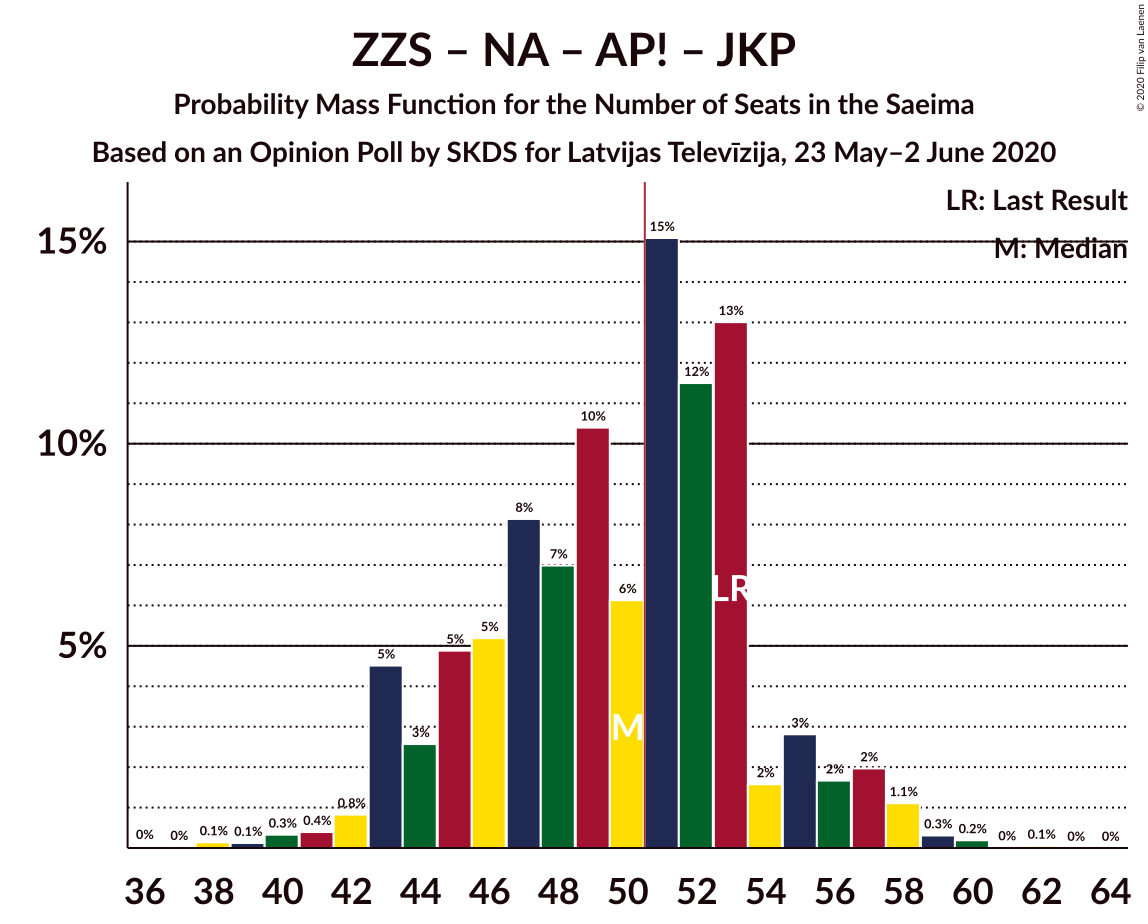 ZZS – NA – AP! – JKP
Probability Mass Function for the Number of Seats in the Saeima
Based on an Opinion Poll by SKDS for Latvijas Televīzija, 23 May–2 June 2020
© 2020 Filip van Laenen
LR: Last Result
M: Median
15%
10%
5%
0% 0% 0.1% 0.1% 0.3% 0.4% 0.8% 5% 3% 5% 5% 8% 7% 10% 6% 15% 12% 13% 2% 3% 2% 2% 1.1% 0.3% 0.2% 0% 0.1% 0% 0%
LR
M
36 38 40 42 44 46 48 50 52 54 56 58 60 62 64